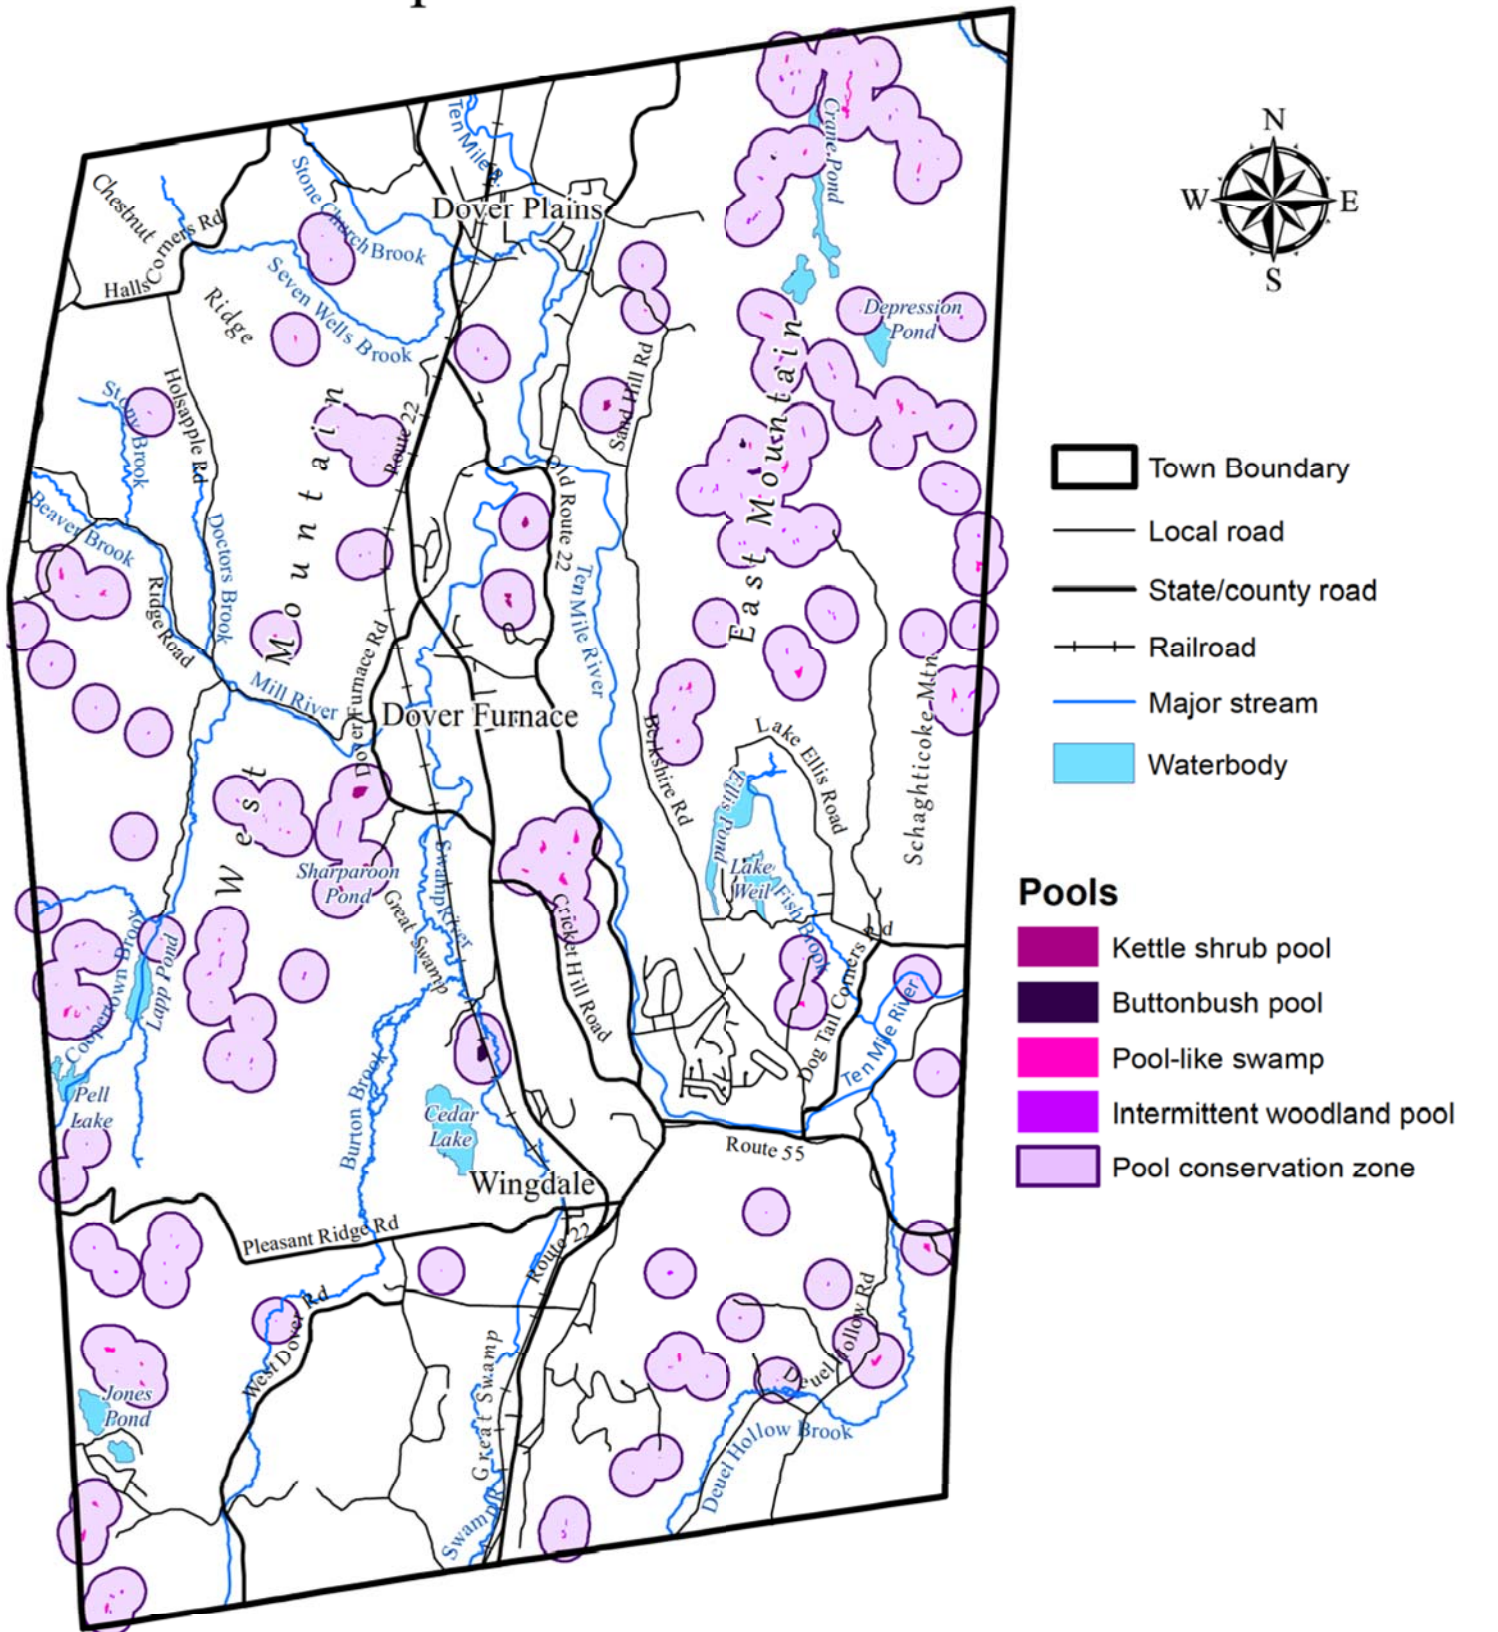 Ten Mile R.
Stone Church Brook
Dover Plains
Chestnut
Ridge
Halls Corners Rd
Seven Wells Brook
Crane Pond
Depression
Pond
Stony Brook
Holsapple Rd
Route 22
Sand Hill Rd
East Mountain
Beaver Brook
Doctors Brook
Ridge Road
West Mountain
Old Route 22
Ten Mile River
Mill River
Dover Furnace Rd
Dover Furnace
Berkshire Rd
Lake Ellis Road
Schaghticoke Mtn
Ellis Pond
Lake
Weil
Fish Brook
Sharparoon
Pond
Swamp River
Great Swamp
Cricket Hill Road
Dog Tail Corners Rd
Ten Mile River
Coopertown Brook
Lapp Pond
Pell
Lake
Burton Brook
Cedar
Lake
Wingdale
Route 55
Pleasant Ridge Rd
Route 22
West Dover Rd
Great Swamp
Swamp R
Jones
Pond
Deuel Hollow Rd
Deuel Hollow Brook
N
W
E
S
Town Boundary
Local road
State/county road
Railroad
Major stream
Waterbody
Pools
Kettle shrub pool
Buttonbush pool
Pool-like swamp
Intermittent woodland pool
Pool conservation zone